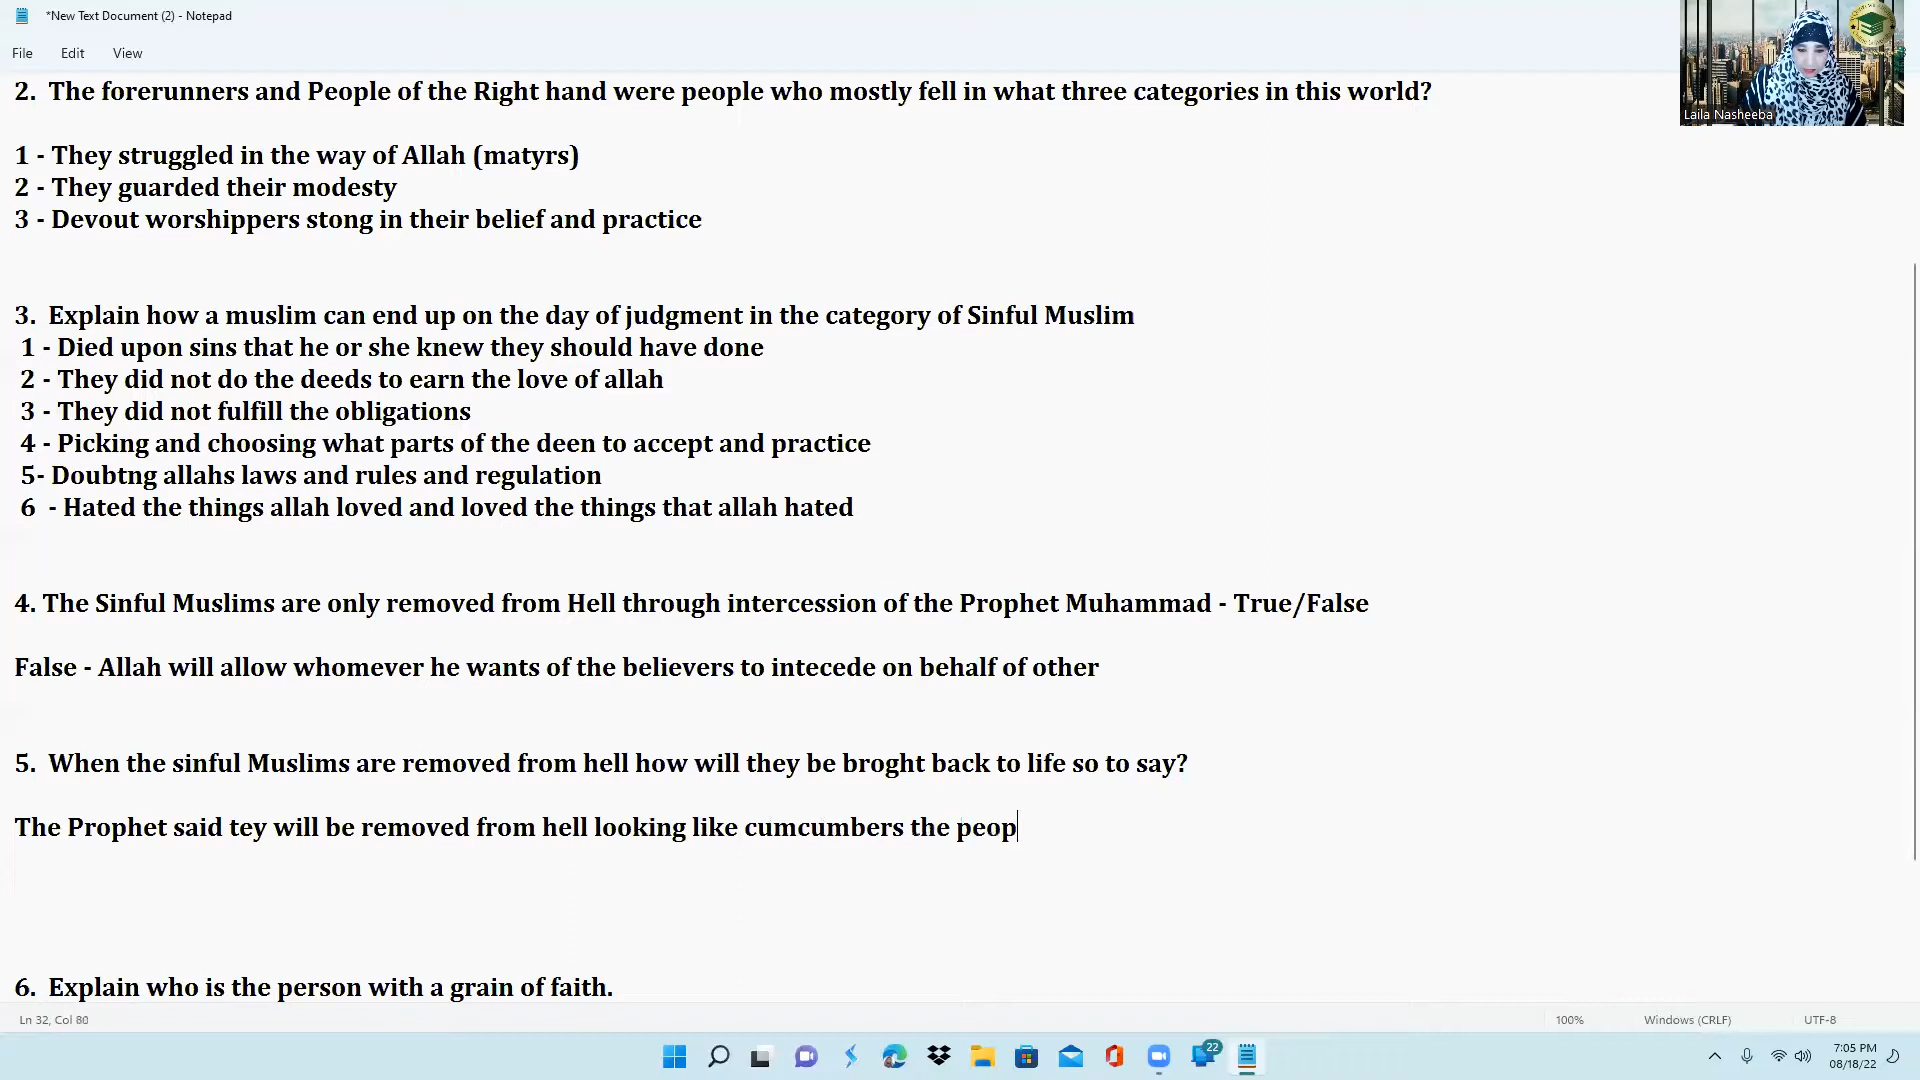 *New Text Document (2) - Notepad
File Edit View
Laila Nasheeba
2. The forerunners and People of the Right hand were people who mostly fell in what three categories in this world?
1 - They struggled in the way of Allah (matyrs)
2 - They guarded their modesty
3 - Devout worshippers stong in their belief and practice
3. Explain how a muslim can end up on the day of judgment in the category of Sinful Muslim
1 - Died upon sins that he or she knew they should have done
2 - They did not do the deeds to earn the love of allah
3 - They did not fulfill the obligations
4 - Picking and choosing what parts of the deen to accept and practice
5- Doubtng allahs laws and rules and regulation
6 - Hated the things allah loved and loved the things that allah hated
4. The Sinful Muslims are only removed from Hell through intercession of the Prophet Muhammad - True/False
False - Allah will allow whomever he wants of the believers to intecede on behalf of other
5. When the sinful Muslims are removed from hell how will they be broght back to life so to say?
The Prophet said tey will be removed from hell looking like cumcumbers the peop
6. Explain who is the person with a grain of faith.
Ln 32, Col 80 100% Windows (CRLF) UTF-8
22
7:05 PM
08/18/22